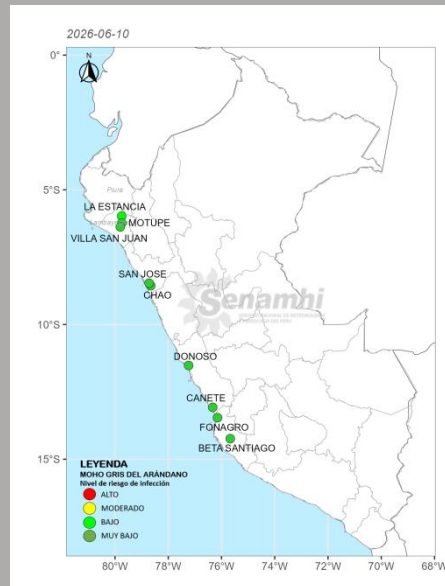 2026-06-10
N
0°
5°S
10°S
15°S
Piura
LA ESTANCIA
MOTUPE
VILLA SAN JUAN
SAN JOSE
CHAO
Senamhi
DONOSO
CAÑETE
FONAGRO
BETA SANTIAGO
LEYENDA
MOHO GRIS DEL ARÁNDANO
Nivel de riesgo de infección
ALTO
MODERADO
BAJO
MUY BAJO
80°W 78°W 76°W 74°W 72°W 70°W 68°W